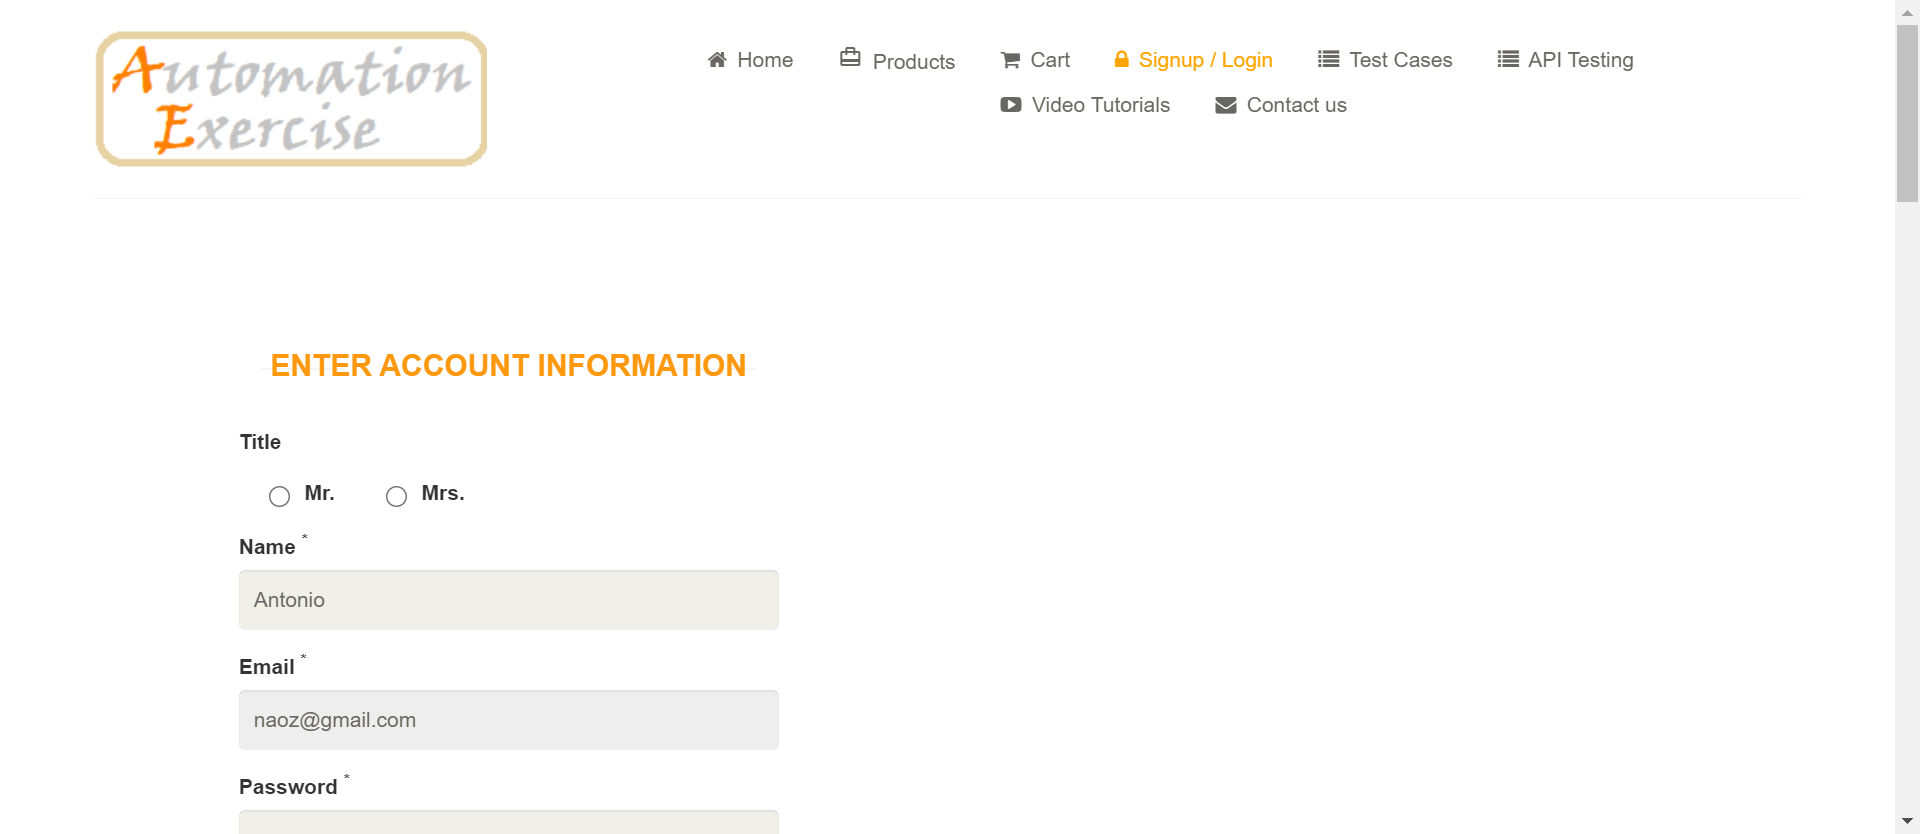 Automation
Exercise
Home Products Cart Signup / Login Test Cases API Testing
Video Tutorials Contact us
ENTER ACCOUNT INFORMATION
Title
Mr. Mrs.
Name *
Antonio
Email *
naoz@gmail.com
Password *